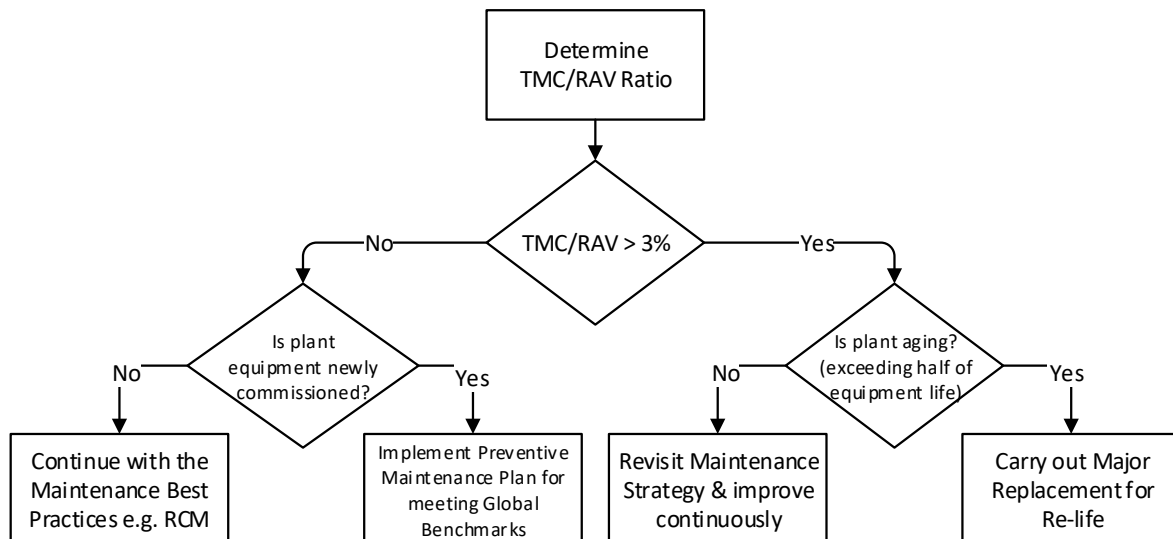 Determine
TMC/RAV Ratio
No
TMC/RAV > 3%
Yes
Is plant
equipment newly
commissioned?
Is plant aging?
(exceeding half of
equipment life)
No
Yes
No
Yes
Continue with the
Maintenance Best
Practices e.g. RCM
Implement Preventive
Maintenance Plan for
meeting Global
Benchmarks
Revisit Maintenance
Strategy & improve
continuously
Carry out Major
Replacement for
Re-life